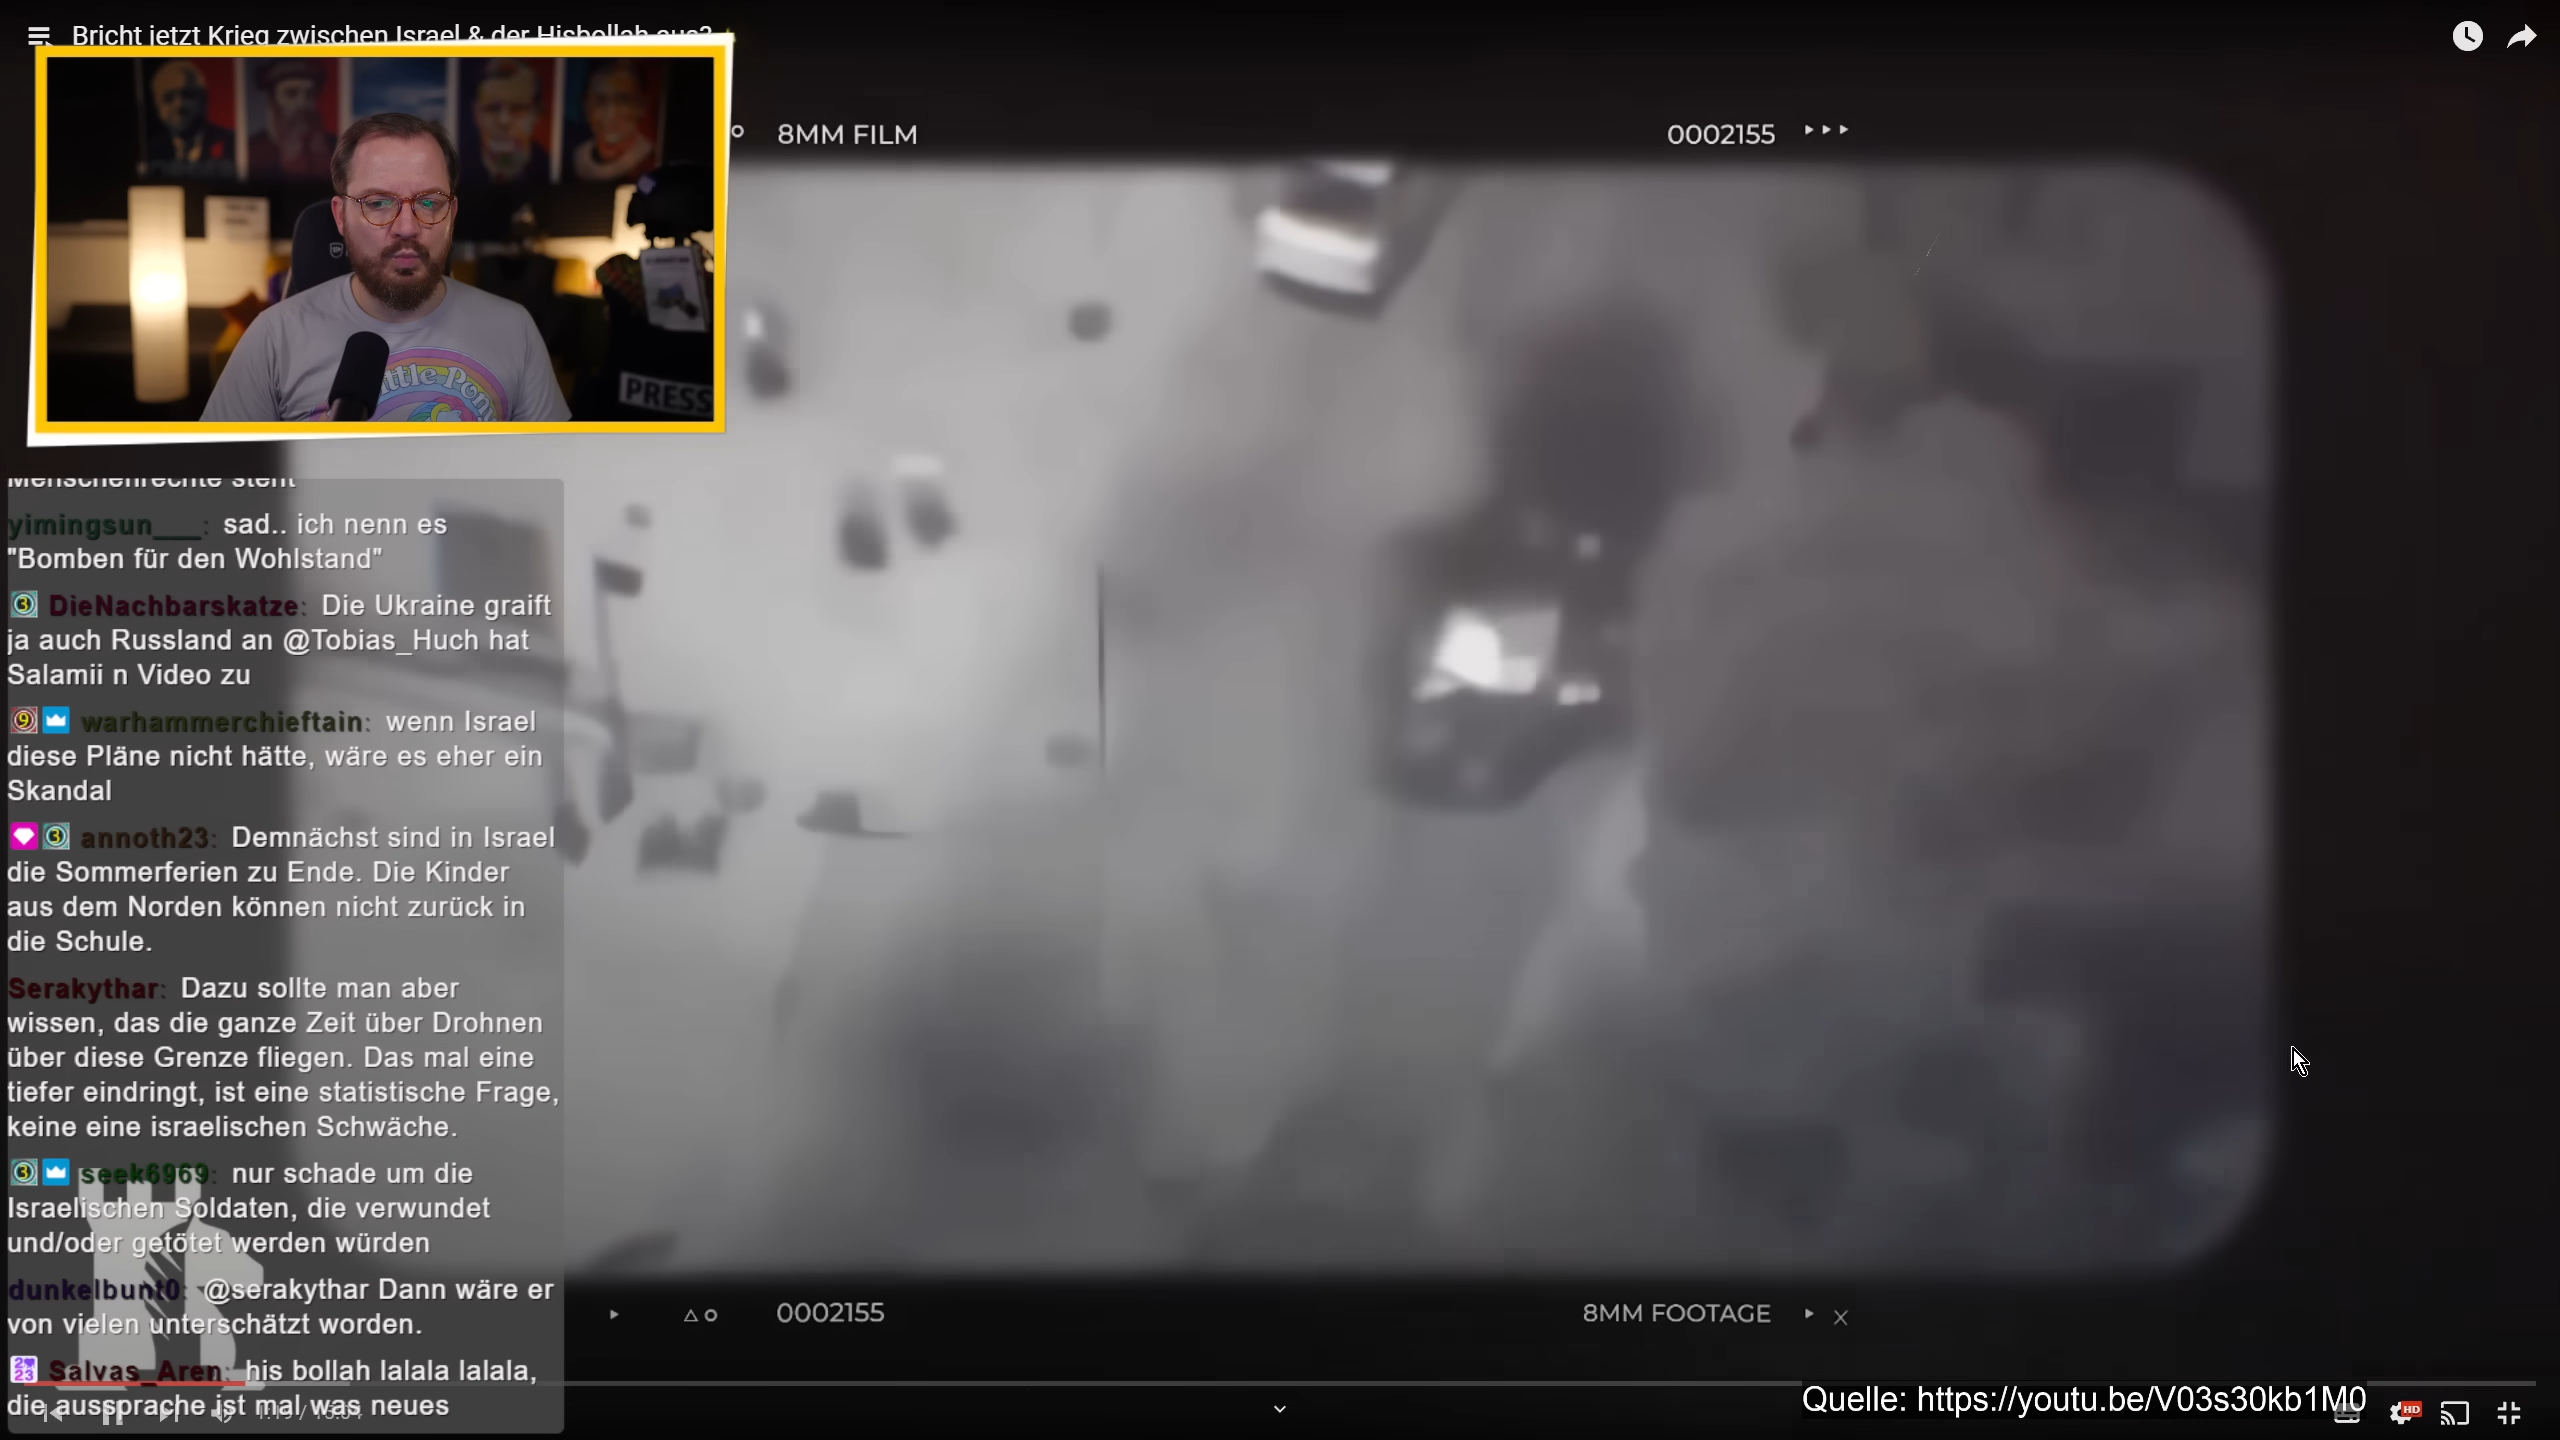 Bricht jetzt Krieg zwischen Israel & der Hisbollah aus?
8MM FILM
0002155
ttle Pony
PRESS
Menschenrechte steht
yimingsun___: sad.. ich nenn es
"Bomben für den Wohlstand"
DieNachbarskatze: Die Ukraine graift
ja auch Russland an @Tobias_Huch hat
Salamii n Video zu
warhammerchieftain: wenn Israel
diese Pläne nicht hätte, wäre es eher ein
Skandal
annoth23: Demnächst sind in Israel
die Sommerferien zu Ende. Die Kinder
aus dem Norden können nicht zurück in
die Schule.
Serakythar: Dazu sollte man aber
wissen, das die ganze Zeit über Drohnen
über diese Grenze fliegen. Das mal eine
tiefer eindringt, ist eine statistische Frage,
keine eine israelischen Schwäche.
seek6969: nur schade um die
Israelischen Soldaten, die verwundet
und/oder getötet werden würden
dunkelbunt0: @serakythar Dann wäre er
von vielen unterschätzt worden.
Salvas_Aren: his bollah lalala lalala,
die aussprache ist mal was neues
0002155
8MM FOOTAGE
Quelle: https://youtu.be/V03s30kb1M0
HD